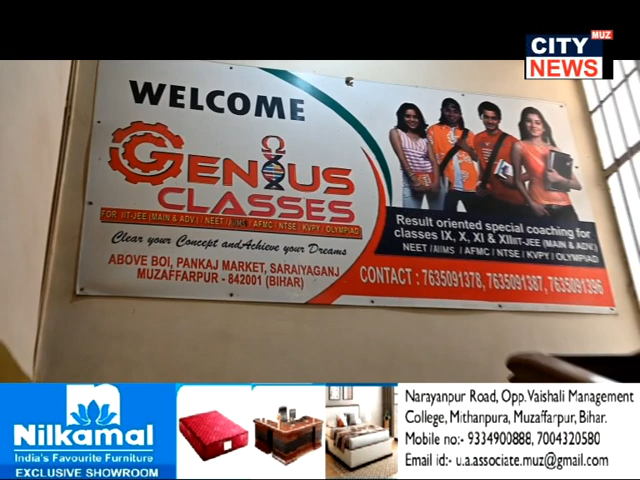 CITY MUZ
NEWS
WELCOME
GENIUS
CLASSES
FOR IIT-JEE (MAIN & ADV.) / NEET / AIIMS / AFMC / NTSE / KVPY / OLYMPIAD
Clear your Concept and Achieve your Dreams
ABOVE BOI, PANKAJ MARKET, SARAIYAGANJ
MUZAFFARPUR - 842001 (BIHAR)
Result oriented special coaching for
classes IX, X, XI & XII IIT-JEE (MAIN & ADV.)
NEET / AIIMS / AFMC / NTSE / KVPY / OLYMPIAD
CONTACT : 7635091378, 7635091387, 7635091396
Nilkamal
India's Favourite Furniture
EXCLUSIVE SHOWROOM
Narayanpur Road, Opp. Vaishali Management
College, Mithanpura, Muzaffarpur, Bihar.
Mobile no:- 9334900888, 7004320580
Email id:- u.a.associate.muz@gmail.com